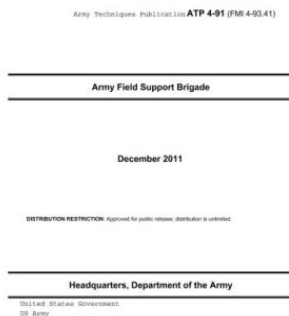 Army Techniques Publication ATP 4-91 (FMI 4-93.41)
Army Field Support Brigade
December 2011
DISTRIBUTION RESTRICTION: Approved for public release; distribution is unlimited.
Headquarters, Department of the Army
United States Government
US Army